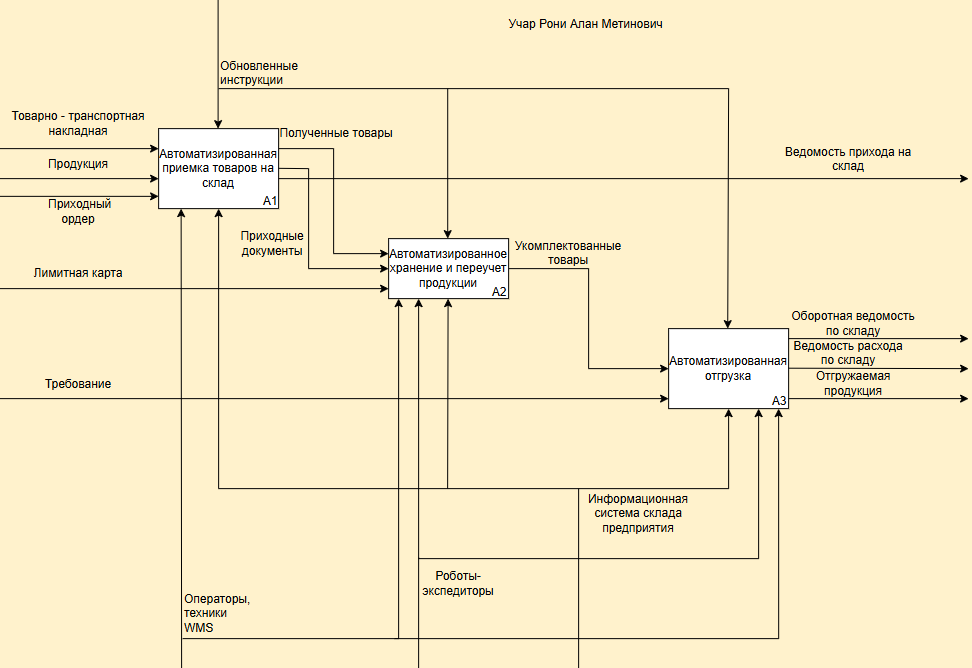 Учар Рони Алан Метинович
Обновленные
инструкции
Товарно - транспортная
накладная
Полученные товары
Продукция
Автоматизированная
приемка товаров на
склад
A1
Ведомость прихода на
склад
Приходный
ордер
Приходные
документы
Лимитная карта
Автоматизированное
хранение и переучет
продукции
A2
Укомплектованные
товары
Требование
Автоматизированная
отгрузка
A3
Оборотная ведомость
по складу
Ведомость расхода
по складу
Отгружаемая
продукция
Информационная
система склада
предприятия
Роботы-
экспедиторы
Операторы,
техники
WMS